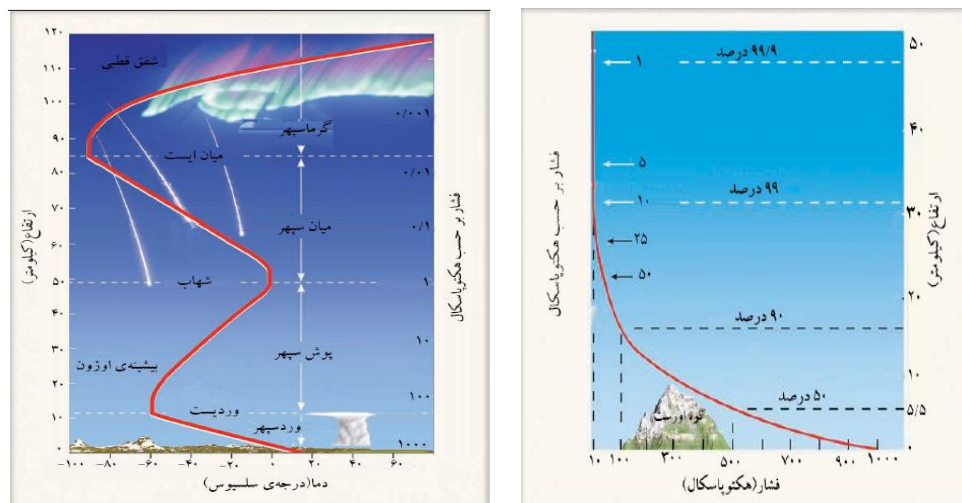 ۱۲۰
۱۱۰
۱۰۰
۹۰
۸۰
۷۰
۶۰
۵۰
۴۰
۳۰
۲۰
۱۰
۰
ارتفاع(کیلومتر)
شفق قطبی
گرماسپهر
میان ایست
میان سپهر
شهاب
پوش سپهر
بیشینه‌ی اوزون
وردیست
وردسپهر
۰/۰۰۱
۰/۰۱
۰/۱
۱
۱۰
۱۰۰
۱۰۰۰
فشار بر حسب هکتوپاسکال
−۱۰۰ −۸۰ −۶۰ −۴۰ −۲۰ ۰ ۲۰ ۴۰ ۶۰
دما(درجه‌ی سلسیوس)
۵۰
۴۰
۳۰
۲۰
۱۰
۵/۵
ارتفاع(کیلومتر)
۹۹/۹ درصد
۱
۵
۹۹ درصد
۱۰
۲۵
۵۰
۹۰ درصد
۵۰ درصد
کوه اورست
فشار بر حسب هکتوپاسکال
۱۰ ۱۰۰ ۳۰۰ ۵۰۰ ۷۰۰ ۹۰۰ ۱۰۰۰
فشار(هکتوپاسکال)